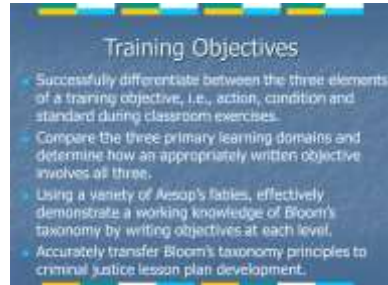 Training Objectives
Successfully differentiate between the three elements
of a training objective, i.e., action, condition and
standard during classroom exercises.
Compare the three primary learning domains and
determine how an appropriately written objective
involves all three.
Using a variety of Aesop's fables, effectively
demonstrate a working knowledge of Bloom's
taxonomy by writing objectives at each level.
Accurately transfer Bloom's taxonomy principles to
criminal justice lesson plan development.